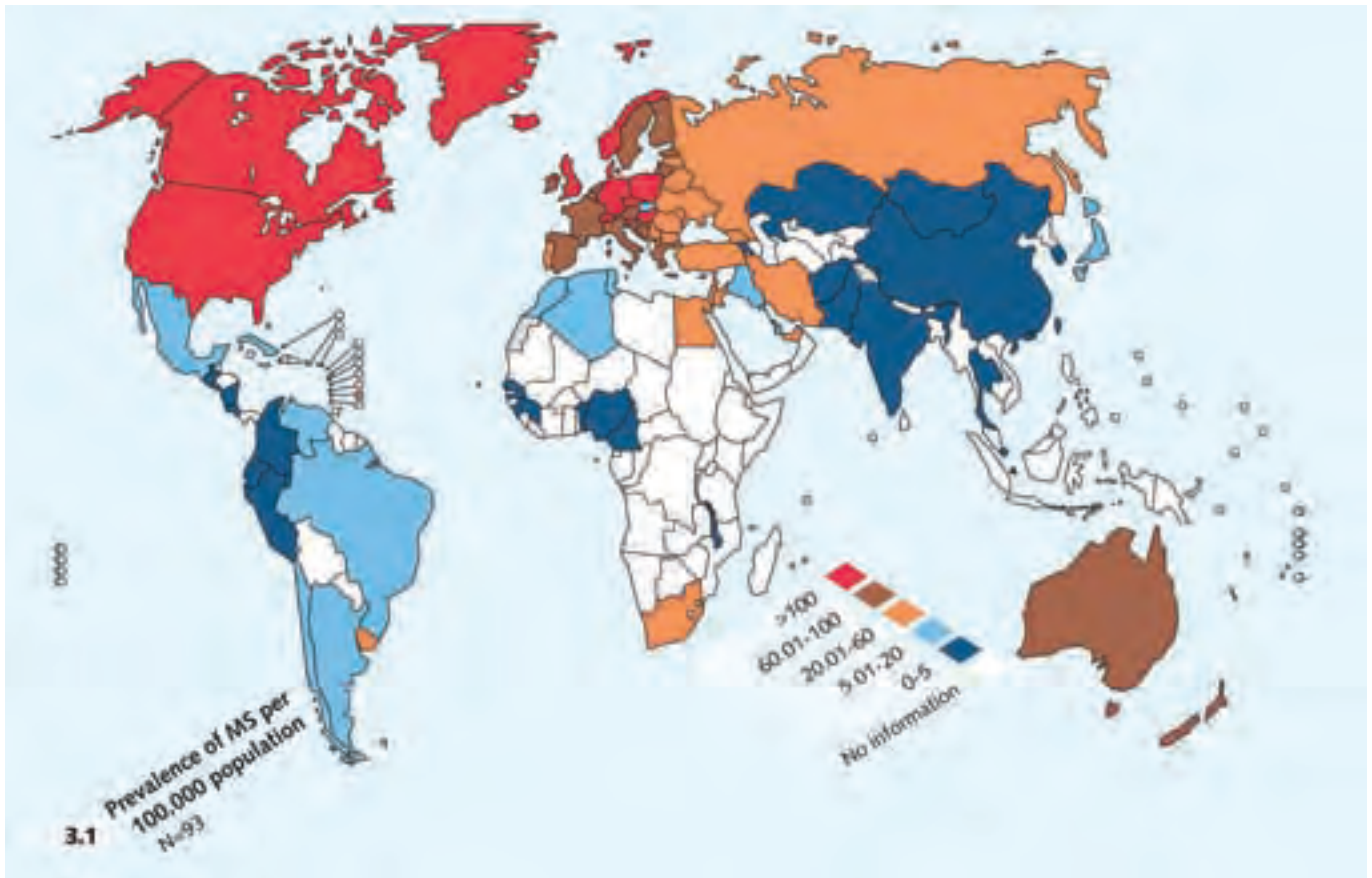 >100
60.01-100
20.01-60
5.01-20
0-5
No information
Prevalence of MS per
100,000 population
N=93
3.1